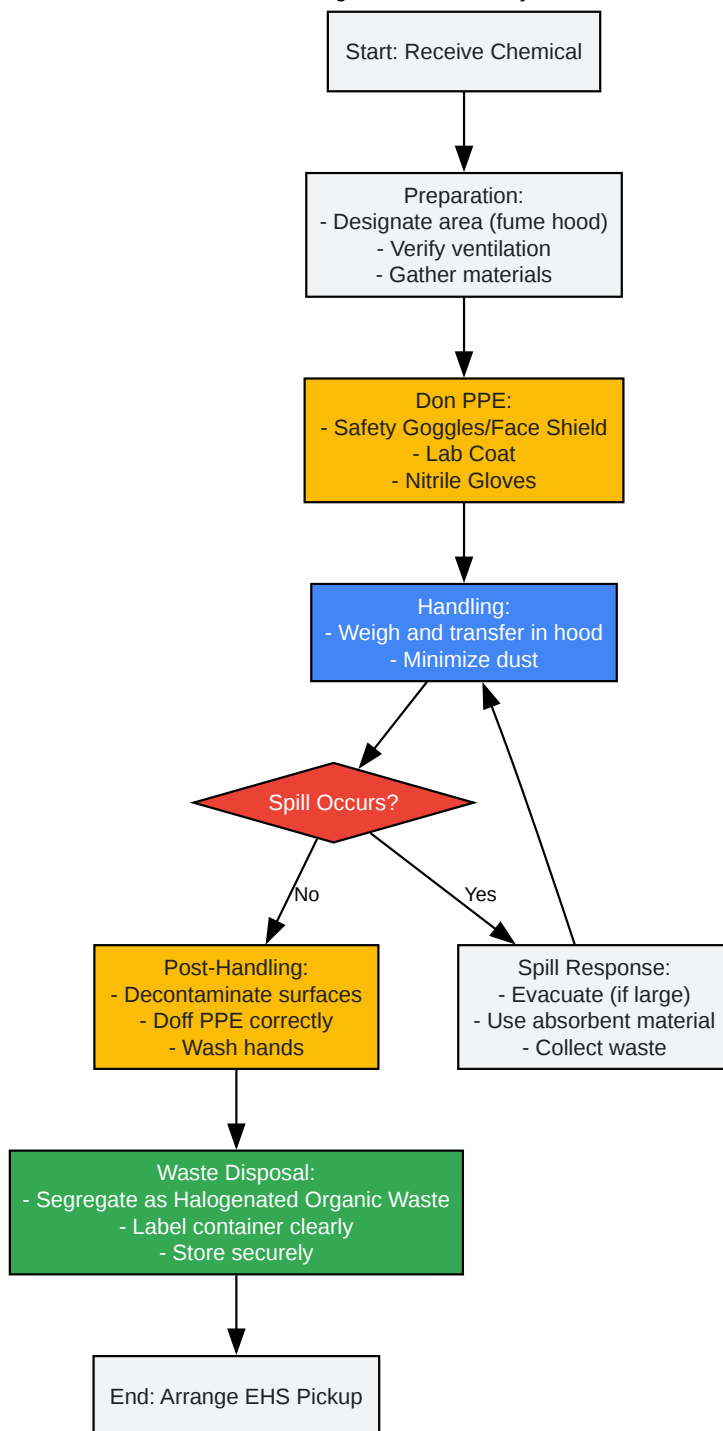 Start: Receive Chemical
Preparation:
- Designate area (fume hood)
- Verify ventilation
- Gather materials
Don PPE:
- Safety Goggles/Face Shield
- Lab Coat
- Nitrile Gloves
Handling:
- Weigh and transfer in hood
- Minimize dust
Spill Occurs?
No
Yes
Post-Handling:
- Decontaminate surfaces
- Doff PPE correctly
- Wash hands
Spill Response:
- Evacuate (if large)
- Use absorbent material
- Collect waste
Waste Disposal:
- Segregate as Halogenated Organic Waste
- Label container clearly
- Store securely
End: Arrange EHS Pickup